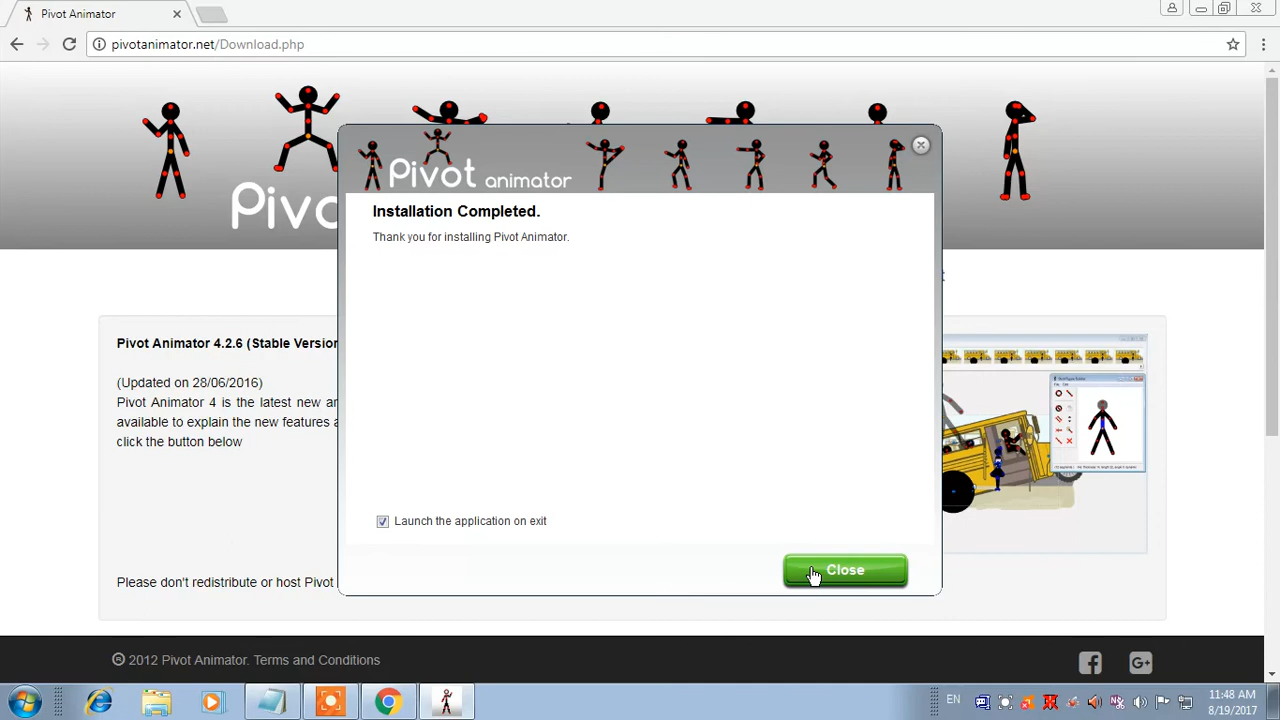 Pivot Animator
pivotanimator.net/Download.php
Pivot animator
Installation Completed.
Thank you for installing Pivot Animator.
Pivot Animator 4.2.6 (Stable Version
(Updated on 28/06/2016)
Pivot Animator 4 is the latest new
available to explain the new features
click the button below
Launch the application on exit
Close
Please don't redistribute or host Pivot
® 2012 Pivot Animator. Terms and Conditions
EN
11:48 AM
8/19/2017